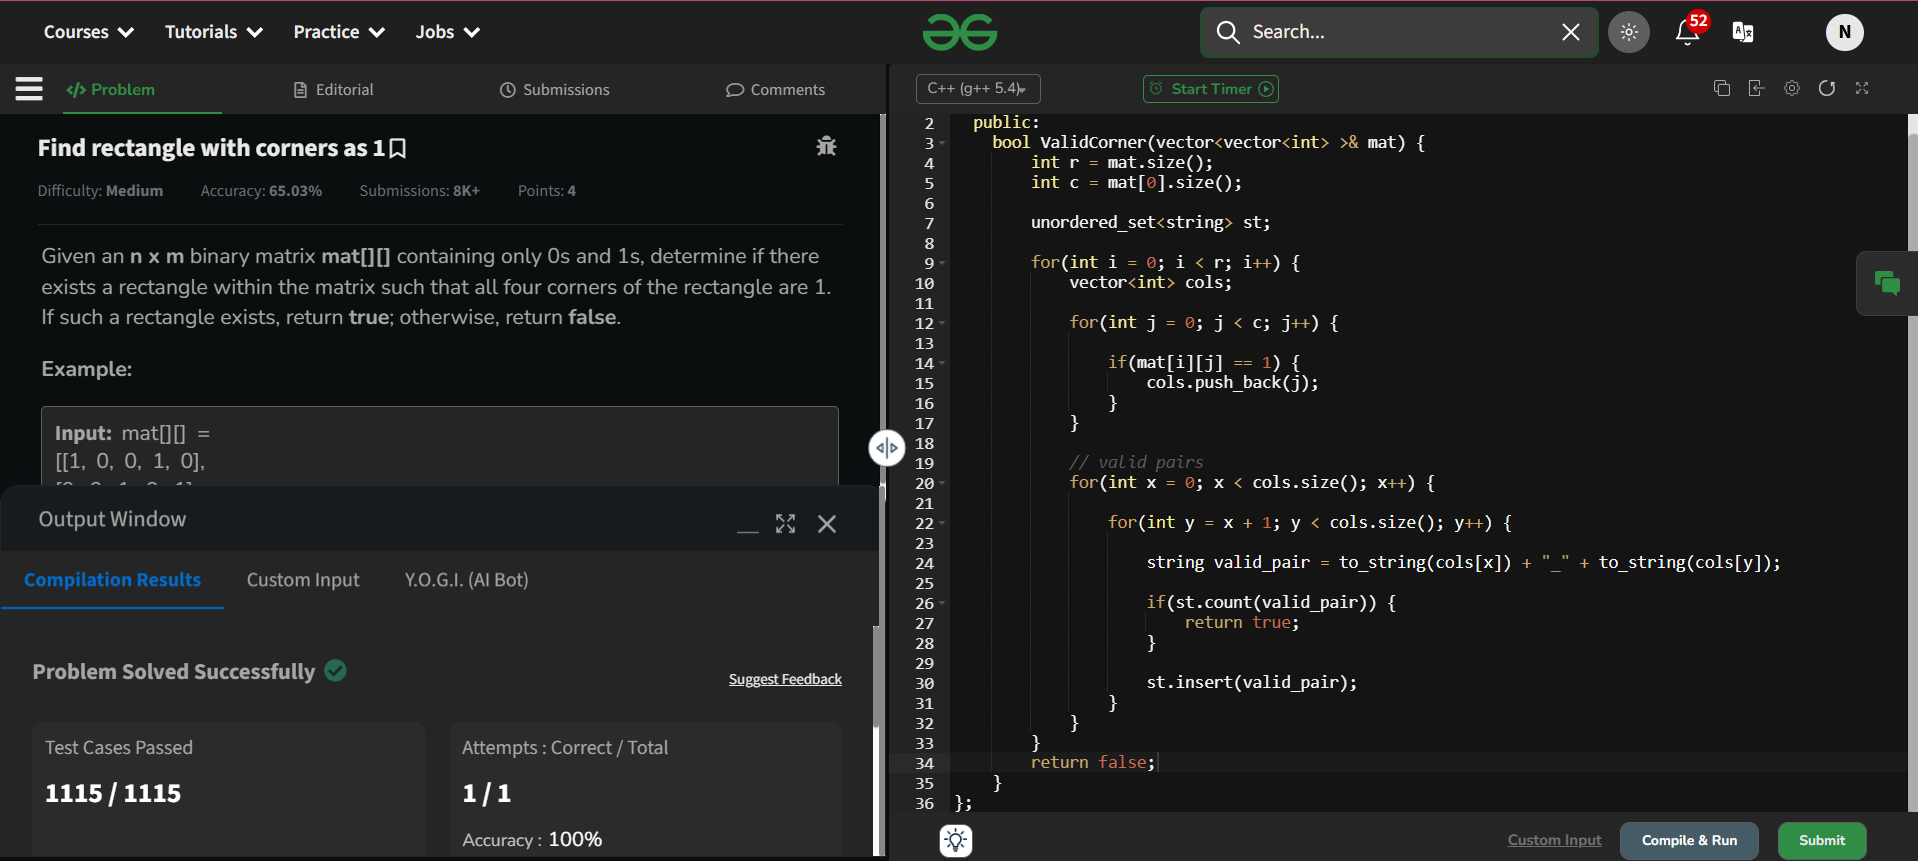 Courses Tutorials Practice Jobs Search... 52 N
Problem Editorial Submissions Comments
C++ (g++ 5.4) Start Timer
Find rectangle with corners as 1
Difficulty: Medium Accuracy: 65.03% Submissions: 8K+ Points: 4
Given an n x m binary matrix mat[][] containing only 0s and 1s, determine if there
exists a rectangle within the matrix such that all four corners of the rectangle are 1.
If such a rectangle exists, return true; otherwise, return false.
Example:
Input: mat[][] =
[[1, 0, 0, 1, 0],
Output Window
Compilation Results Custom Input Y.O.G.I. (AI Bot)
Problem Solved Successfully
Suggest Feedback
Test Cases Passed
1115 / 1115
Attempts : Correct / Total
1 / 1
Accuracy : 100%
2 public:
3 bool ValidCorner(vector<vector<int> >& mat) {
4 int r = mat.size();
5 int c = mat[0].size();
6
7 unordered_set<string> st;
8
9 for(int i = 0; i < r; i++) {
10 vector<int> cols;
11
12 for(int j = 0; j < c; j++) {
13
14 if(mat[i][j] == 1) {
15 cols.push_back(j);
16 }
17 }
18
19 // valid pairs
20 for(int x = 0; x < cols.size(); x++) {
21
22 for(int y = x + 1; y < cols.size(); y++) {
23
24 string valid_pair = to_string(cols[x]) + "_" + to_string(cols[y]);
25
26 if(st.count(valid_pair)) {
27 return true;
28 }
29
30 st.insert(valid_pair);
31 }
32 }
33 }
34 return false;
35 }
36 };
Custom Input Compile & Run Submit